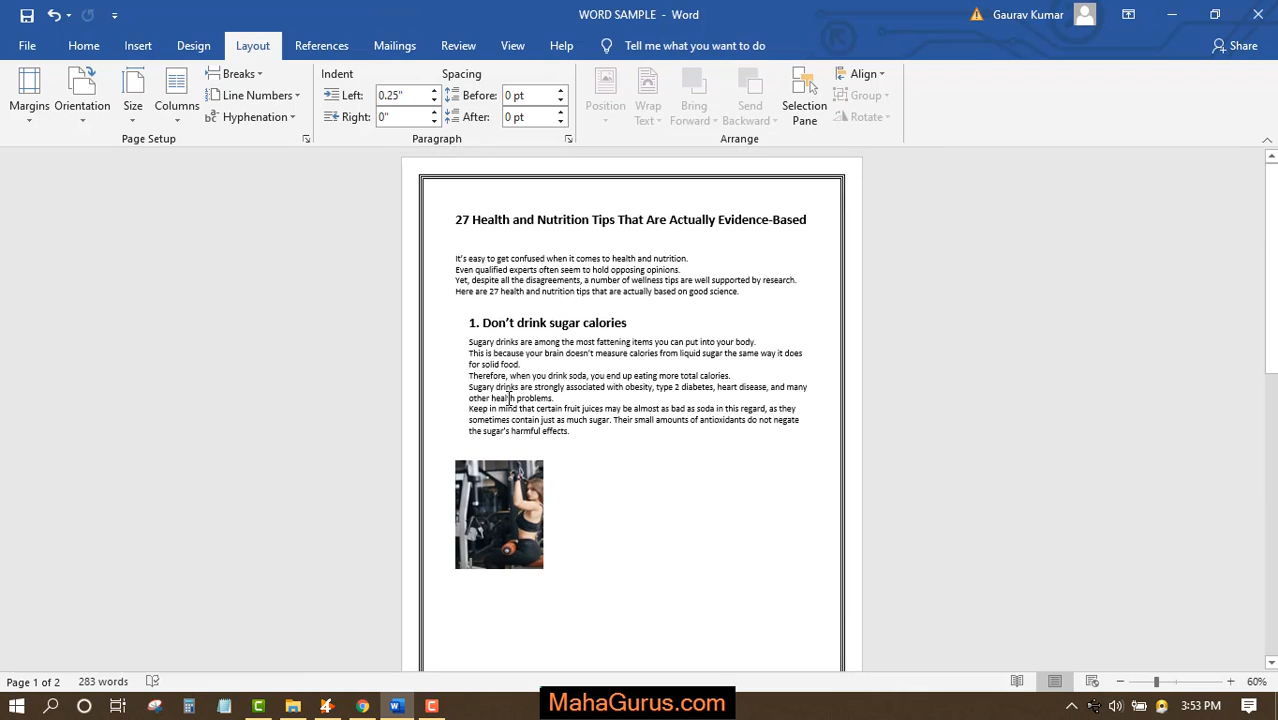 WORD SAMPLE - Word
Gaurav Kumar
File Home Insert Design Layout References Mailings Review View Help Tell me what you want to do Share
Margins
Orientation
Size
Columns
Breaks
Line Numbers
Hyphenation
Page Setup
Indent
Left: 0.25"
Right: 0"
Spacing
Before: 0 pt
After: 0 pt
Paragraph
Position
Wrap
Text
Bring
Forward
Send
Backward
Selection
Pane
Align
Group
Rotate
Arrange
27 Health and Nutrition Tips That Are Actually Evidence-Based
It's easy to get confused when it comes to health and nutrition.
Even qualified experts often seem to hold opposing opinions.
Yet, despite all the disagreements, a number of wellness tips are well supported by research.
Here are 27 health and nutrition tips that are actually based on good science.
1. Don't drink sugar calories
Sugary drinks are among the most fattening items you can put into your body.
This is because your brain doesn't measure calories from liquid sugar the same way it does
for solid food.
Therefore, when you drink soda, you end up eating more total calories.
Sugary drinks are strongly associated with obesity, type 2 diabetes, heart disease, and many
other health problems.
Keep in mind that certain fruit juices may be almost as bad as soda in this regard, as they
sometimes contain just as much sugar. Their small amounts of antioxidants do not negate
the sugar's harmful effects.
Page 1 of 2 283 words 60%
MahaGurus.com
3:53 PM